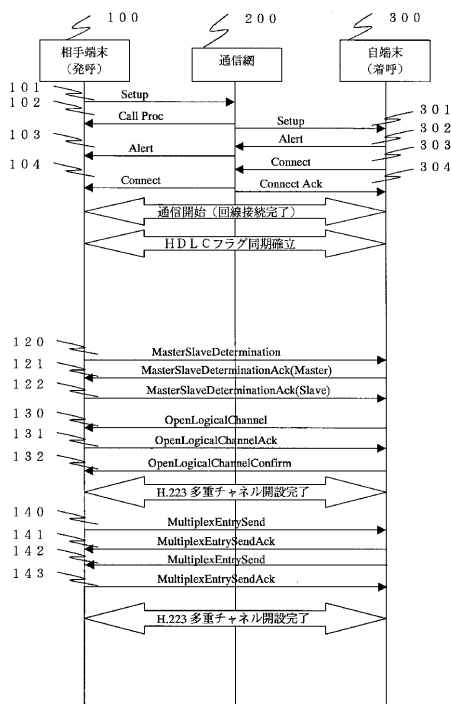 100
200
300
相手端末
(発呼)
通信網
自端末
(着呼)
101
Setup
102
Call Proc
301
Setup
302
103
Alert
303
Alert
104
Connect
304
Connect
Connect Ack
通信開始(回線接続完了)
HDLCフラグ同期確立
120
MasterSlaveDetermination
121
MasterSlaveDeterminationAck(Master)
122
MasterSlaveDeterminationAck(Slave)
130
OpenLogicalChannel
131
OpenLogicalChannelAck
132
OpenLogicalChannelConfirm
H.223 多重チャネル開設完了
140
MultiplexEntrySend
141
MultiplexEntrySendAck
142
MultiplexEntrySend
143
MultiplexEntrySendAck
H.223 多重チャネル開設完了